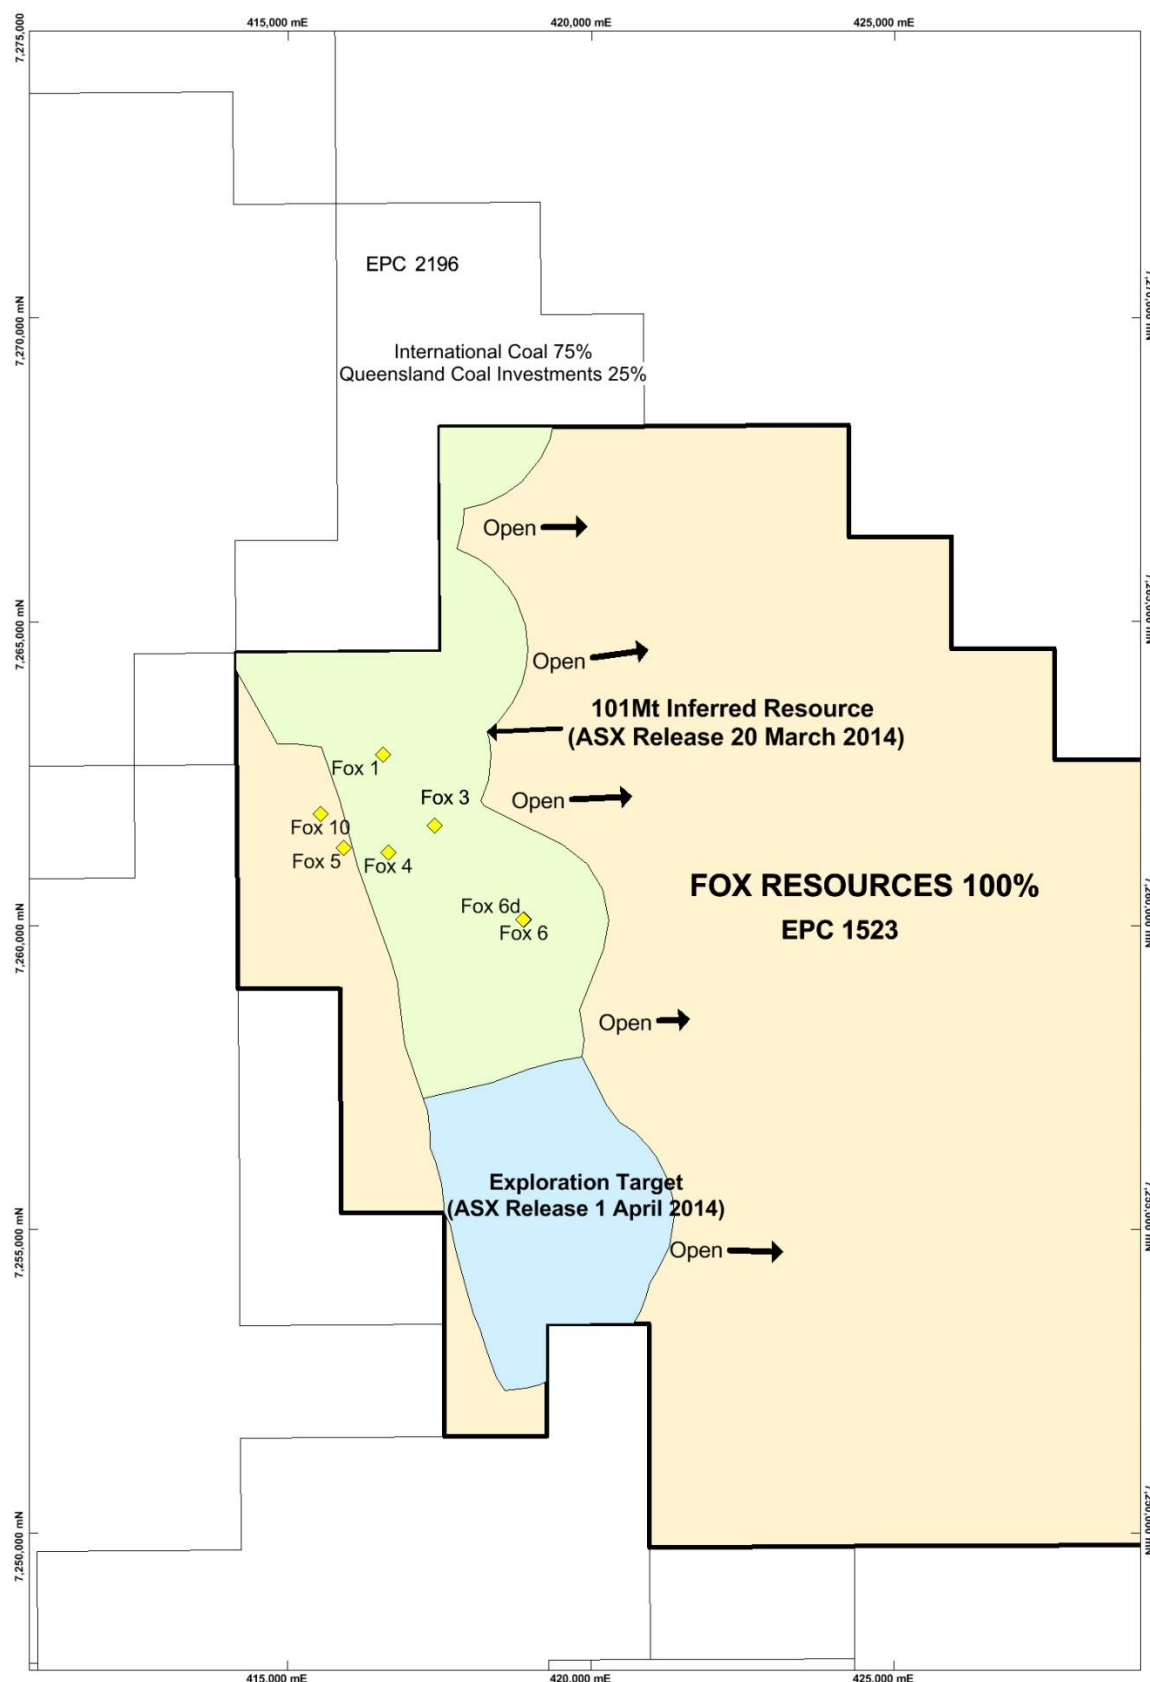 415,000 mE
420,000 mE
425,000 mE
7,275,000
EPC 2196
7,270,000 mN
International Coal 75%
Queensland Coal Investments 25%
Open
7,265,000 mN
Open
101Mt Inferred Resource
(ASX Release 20 March 2014)
Fox 1
Fox 3
Open
Fox 10
Fox 5
Fox 4
FOX RESOURCES 100%
Fox 6d
EPC 1523
Fox 6
7,260,000 mN
Open
Exploration Target
(ASX Release 1 April 2014)
7,255,000 mN
Open
7,250,000 mN
415,000 mE
420,000 mE
425,000 mE